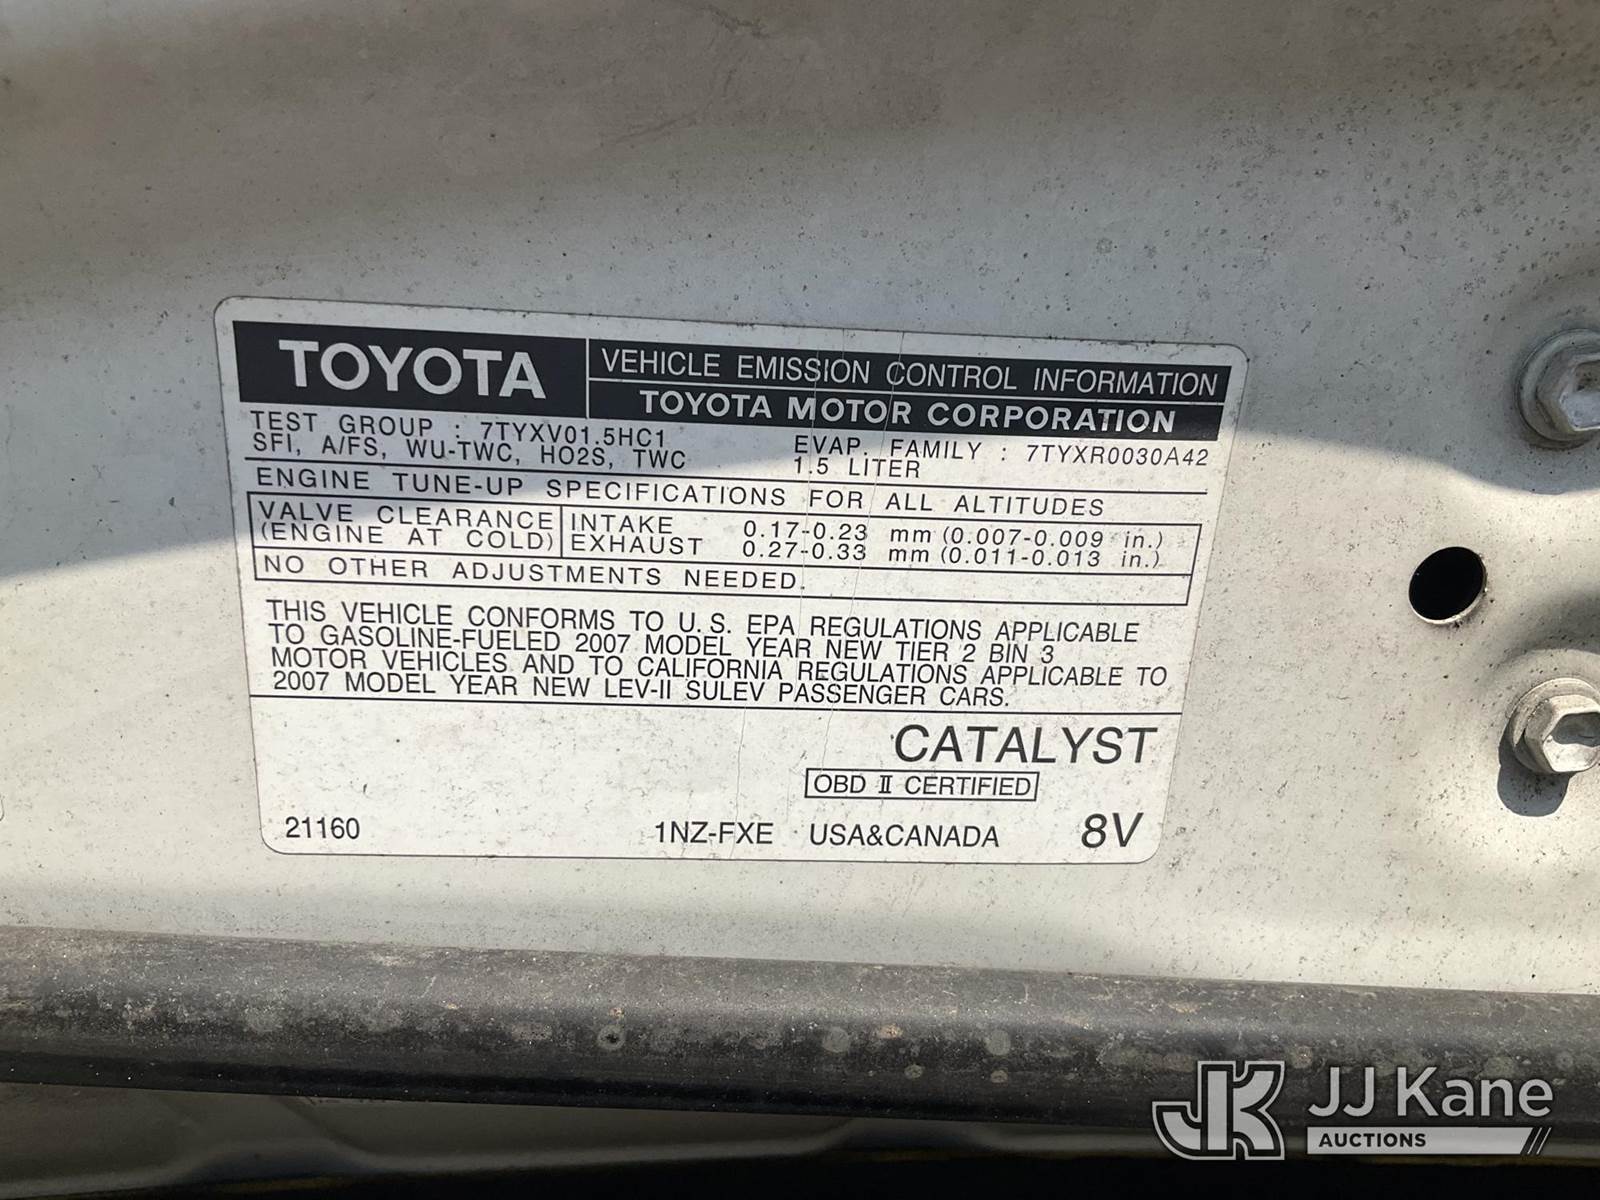 TOYOTA
VEHICLE EMISSION CONTROL INFORMATION
TOYOTA MOTOR CORPORATION
TEST GROUP : 7TYXV01.5HC1
SFI, A/FS, WU-TWC, HO2S, TWC
EVAP. FAMILY : 7TYXR0030A42
1.5 LITER
ENGINE TUNE-UP SPECIFICATIONS FOR ALL ALTITUDES
VALVE CLEARANCE
(ENGINE AT COLD)
INTAKE 0.17-0.23 mm (0.007-0.009 in.)
EXHAUST 0.27-0.33 mm (0.011-0.013 in.)
NO OTHER ADJUSTMENTS NEEDED.
THIS VEHICLE CONFORMS TO U.S. EPA REGULATIONS APPLICABLE
TO GASOLINE-FUELED 2007 MODEL YEAR NEW TIER 2 BIN 3
MOTOR VEHICLES AND TO CALIFORNIA REGULATIONS APPLICABLE TO
2007 MODEL YEAR NEW LEV-II SULEV PASSENGER CARS.
CATALYST
OBD II CERTIFIED
21160 1NZ-FXE USA&CANADA 8V
JK JJ Kane
AUCTIONS